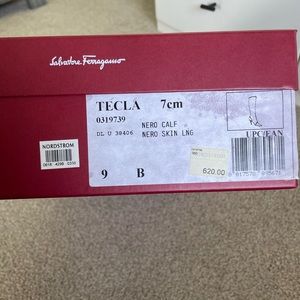 Salvatore Ferragamo
TECLA 7cm
0319739
NERO CALF
DL U 38406 NERO SKIN LNG
NORDSTROM
UPC/EAN
9 B
620.00